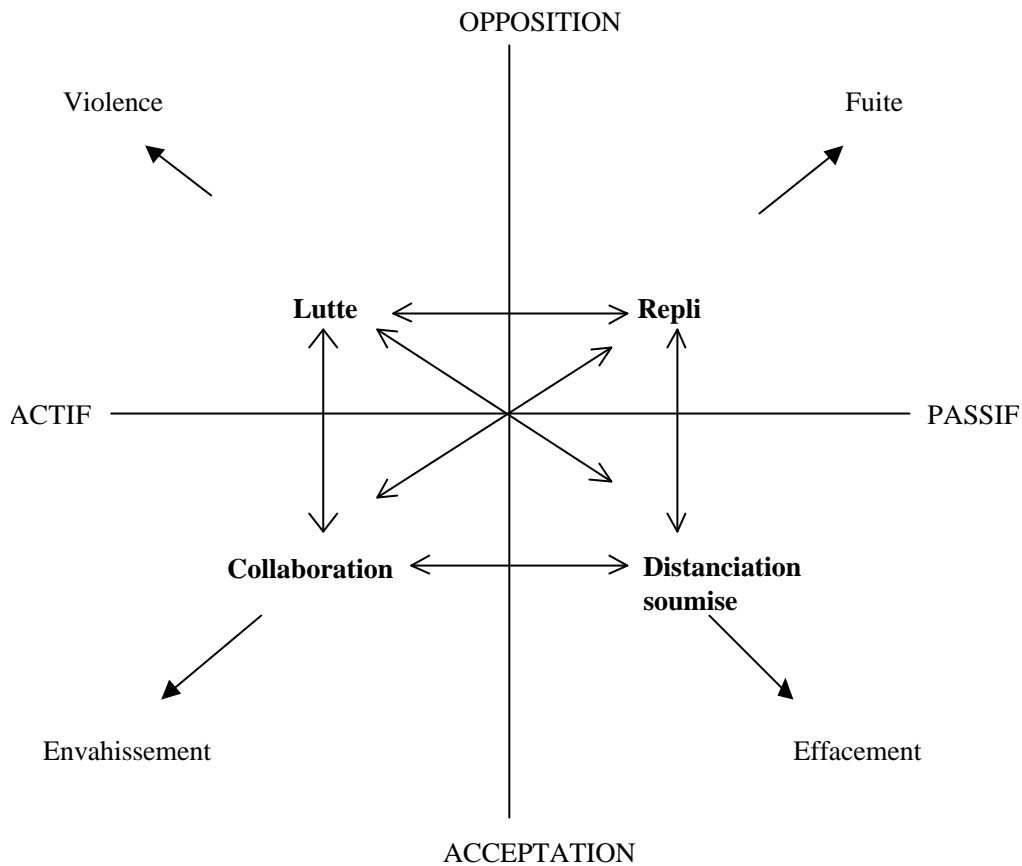 OPPOSITION
Violence
Fuite
Lutte
Repli
ACTIF
PASSIF
Collaboration
Distanciation
soumise
Envahissement
Effacement
ACCEPTATION